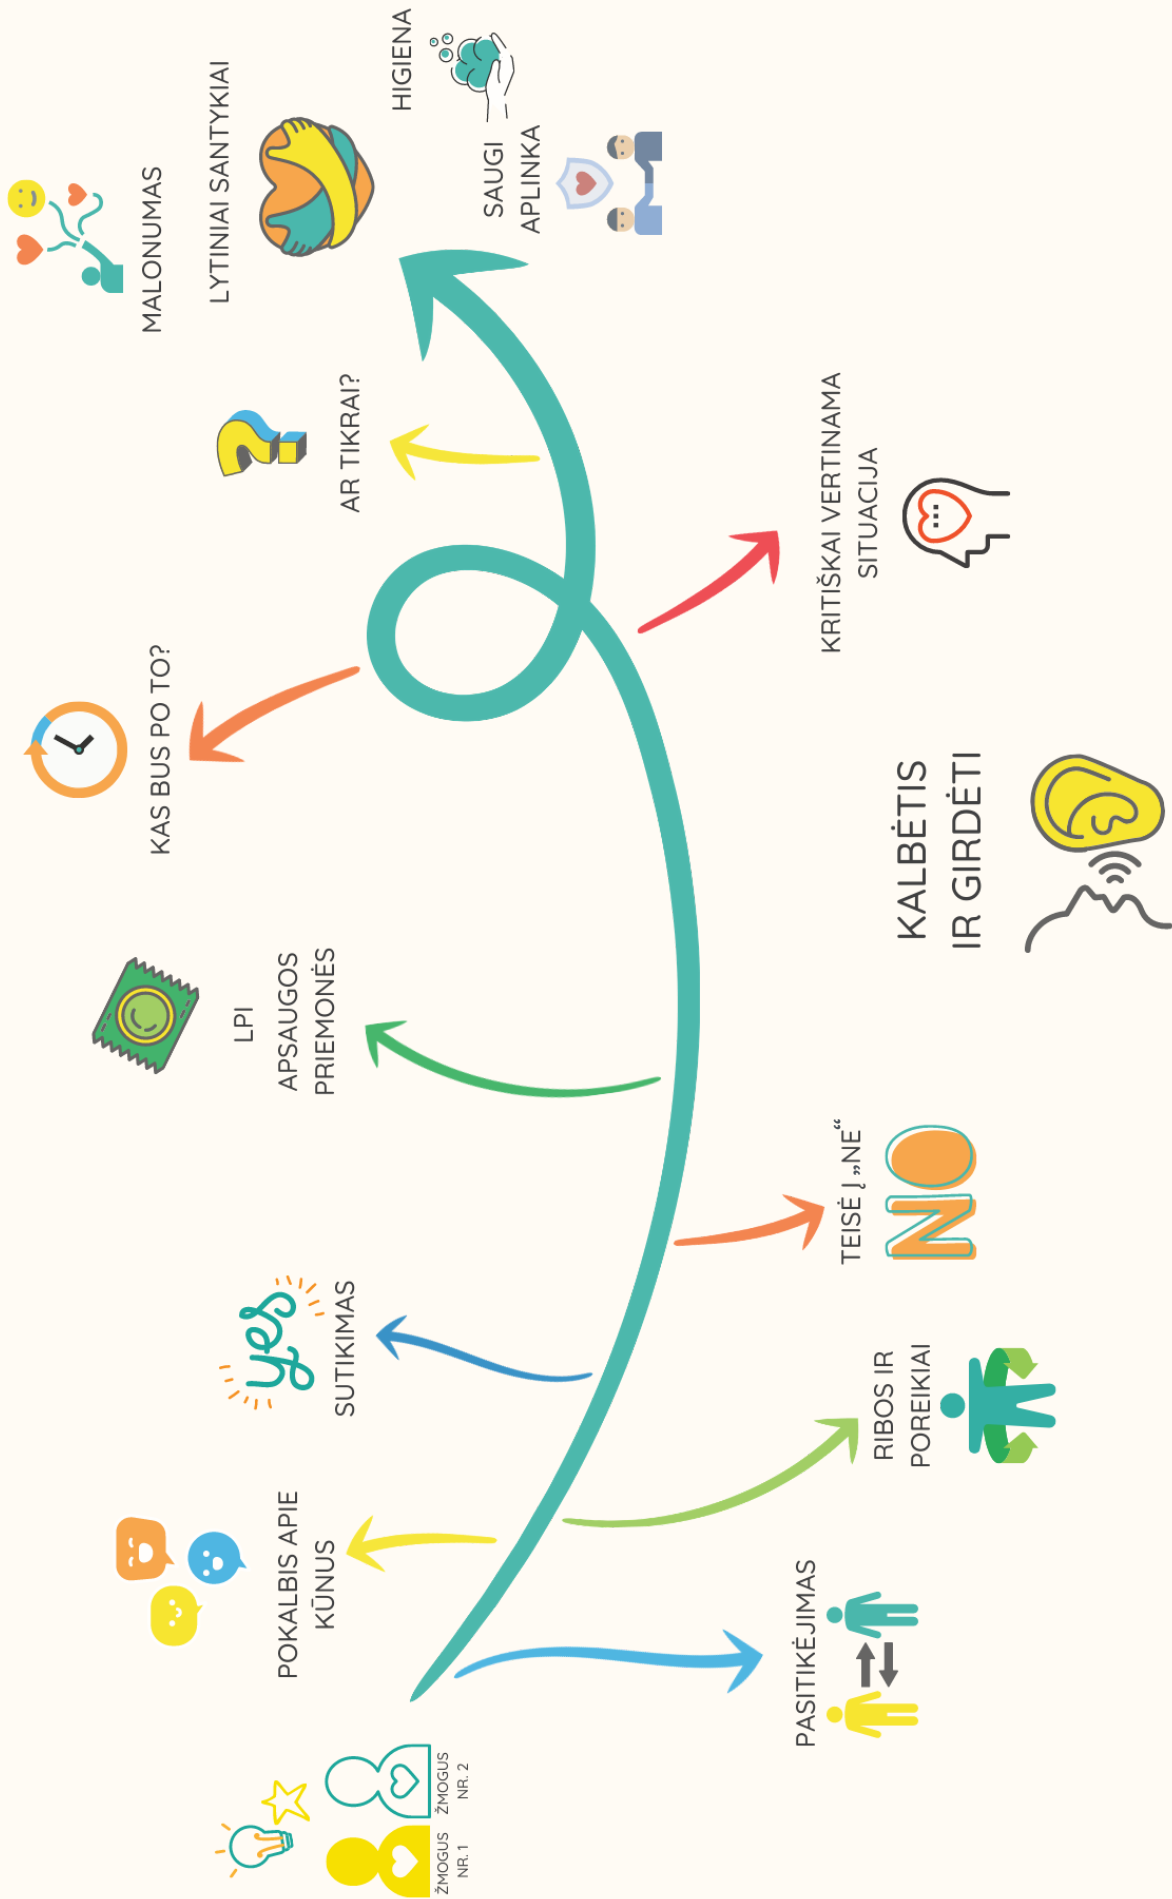 ŽMOGUS
NR. 1
ŽMOGUS
NR. 2
POKALBIS APIE
KŪNUS
PASITIKĖJIMAS
yes
SUTIKIMAS
RIBOS IR
POREIKIAI
TEISĖ Į „NE“
NO
LPI
APSAUGOS
PRIEMONĖS
KALBĖTIS
IR GIRDĖTI
KAS BUS PO TO?
KRITIŠKAI VERTINAMA
SITUACIJA
?
AR TIKRAI?
MALONUMAS
LYTINIAI SANTYKIAI
HIGIENA
SAUGI
APLINKA